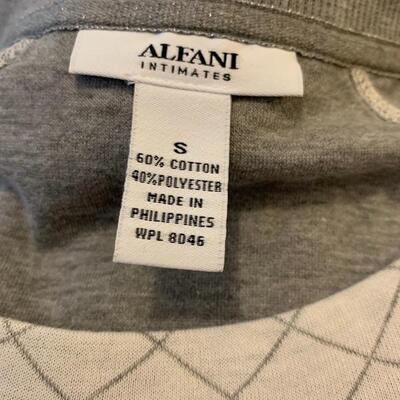 ALFANI
INTIMATES
S
60% COTTON
40% POLYESTER
MADE IN
PHILIPPINES
WPL 8046